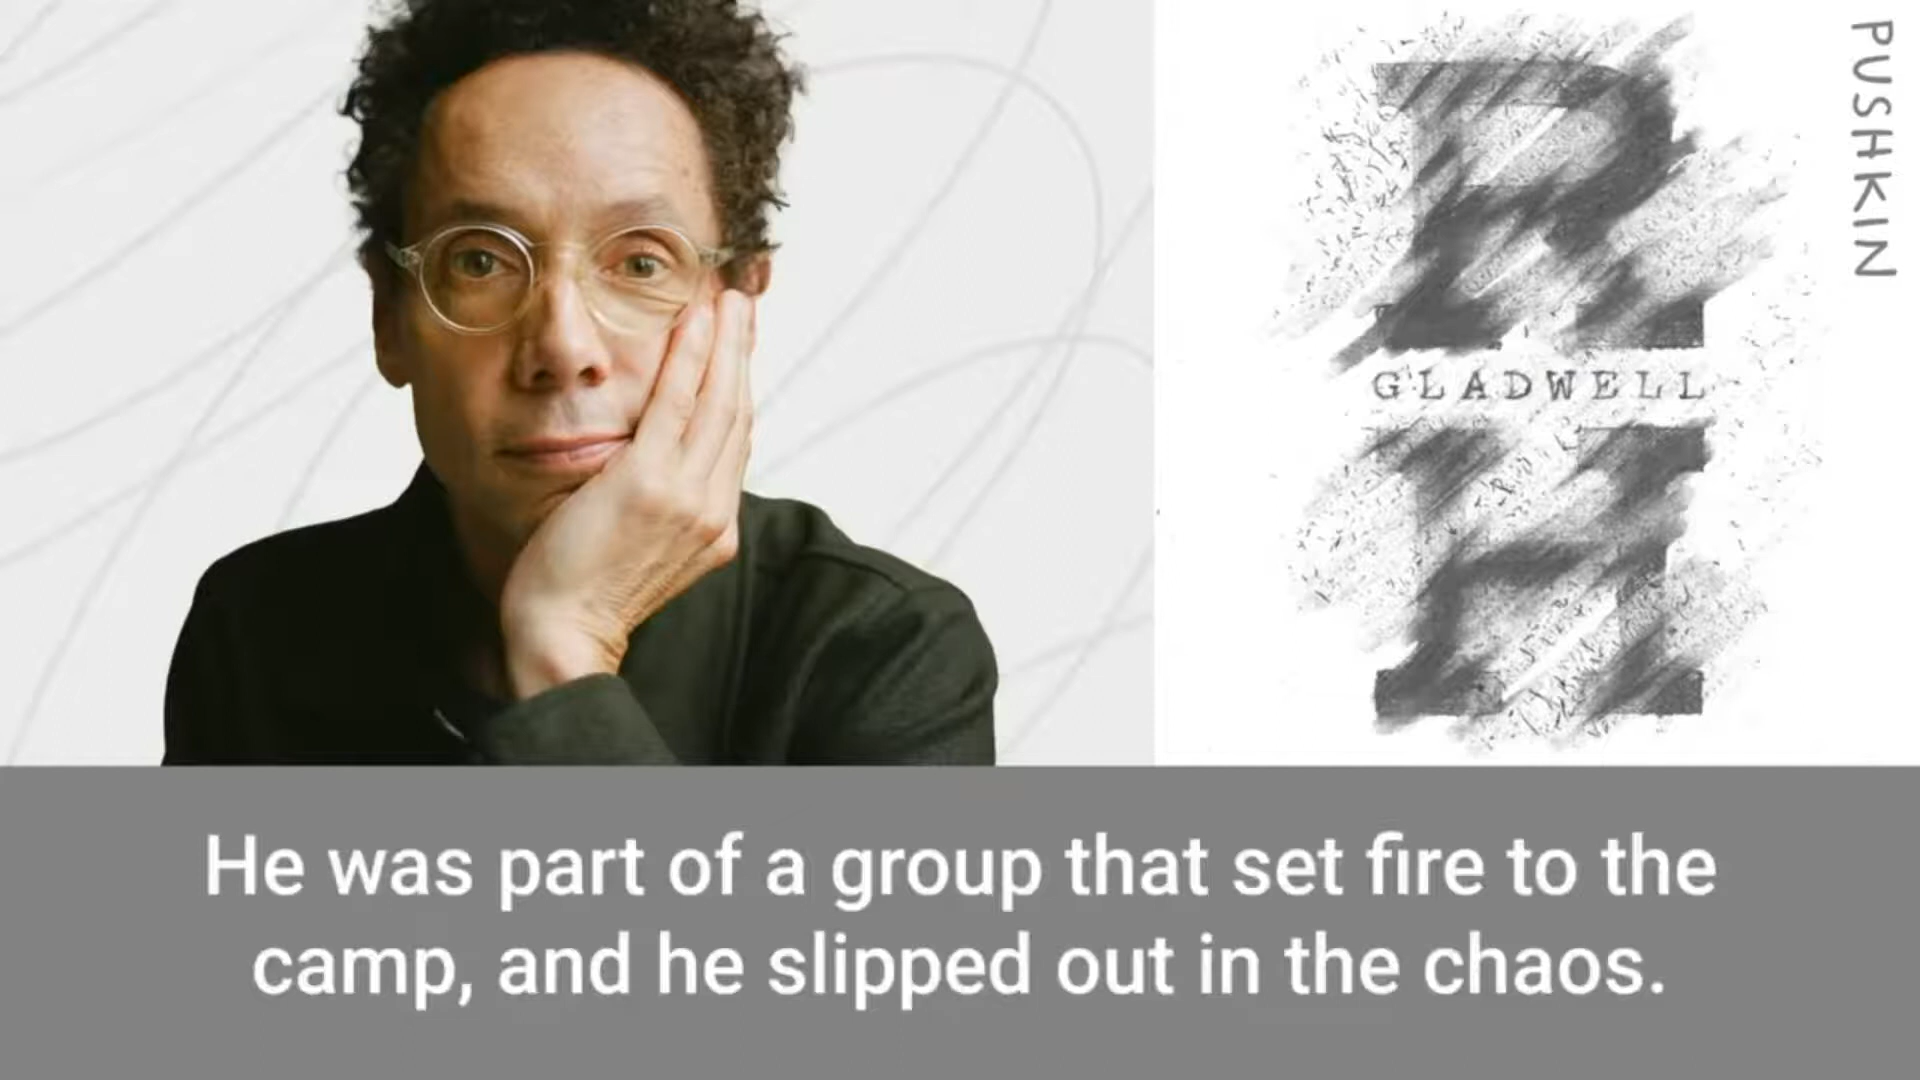 PUSHKIN
R
GLADWELL
H
He was part of a group that set fire to the
camp, and he slipped out in the chaos.